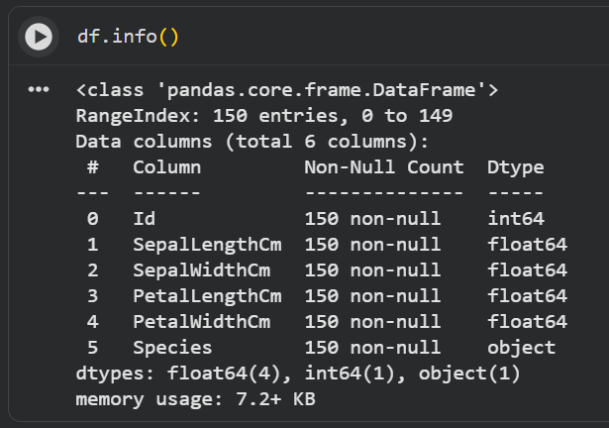 df.info()
<class 'pandas.core.frame.DataFrame'>
RangeIndex: 150 entries, 0 to 149
Data columns (total 6 columns):
 #   Column         Non-Null Count  Dtype
---  ------         --------------  -----
 0   Id             150 non-null    int64
 1   SepalLengthCm  150 non-null    float64
 2   SepalWidthCm   150 non-null    float64
 3   PetalLengthCm  150 non-null    float64
 4   PetalWidthCm   150 non-null    float64
 5   Species        150 non-null    object
dtypes: float64(4), int64(1), object(1)
memory usage: 7.2+ KB